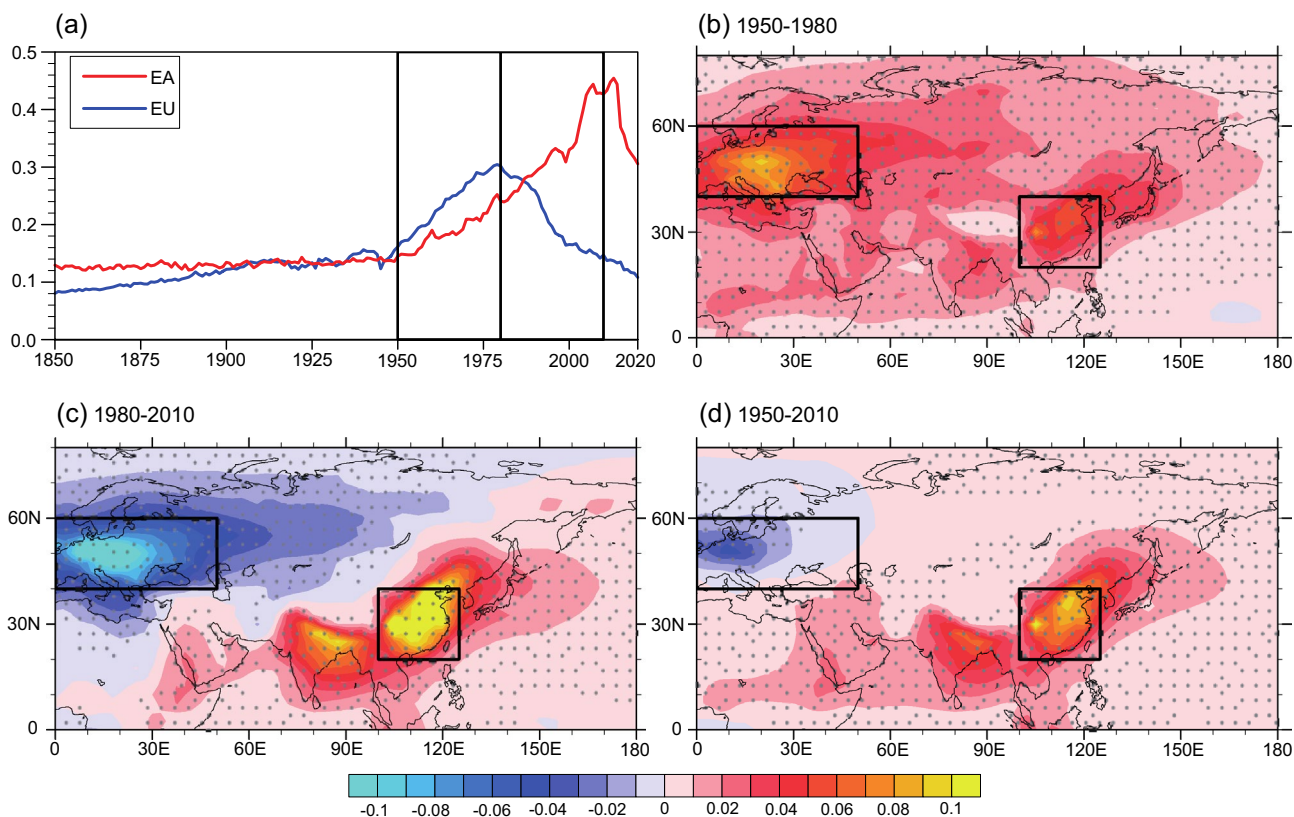 (a)
0.5
0.4
0.3
0.2
0.1
0.0
EA
EU
1850 1875 1900 1925 1950 1975 2000 2020
(b) 1950-1980
60N
30N
0
0 30E 60E 90E 120E 150E 180
(c) 1980-2010
60N
30N
0
0 30E 60E 90E 120E 150E 180
(d) 1950-2010
60N
30N
0
0 30E 60E 90E 120E 150E 180
-0.1 -0.08 -0.06 -0.04 -0.02 0 0.02 0.04 0.06 0.08 0.1